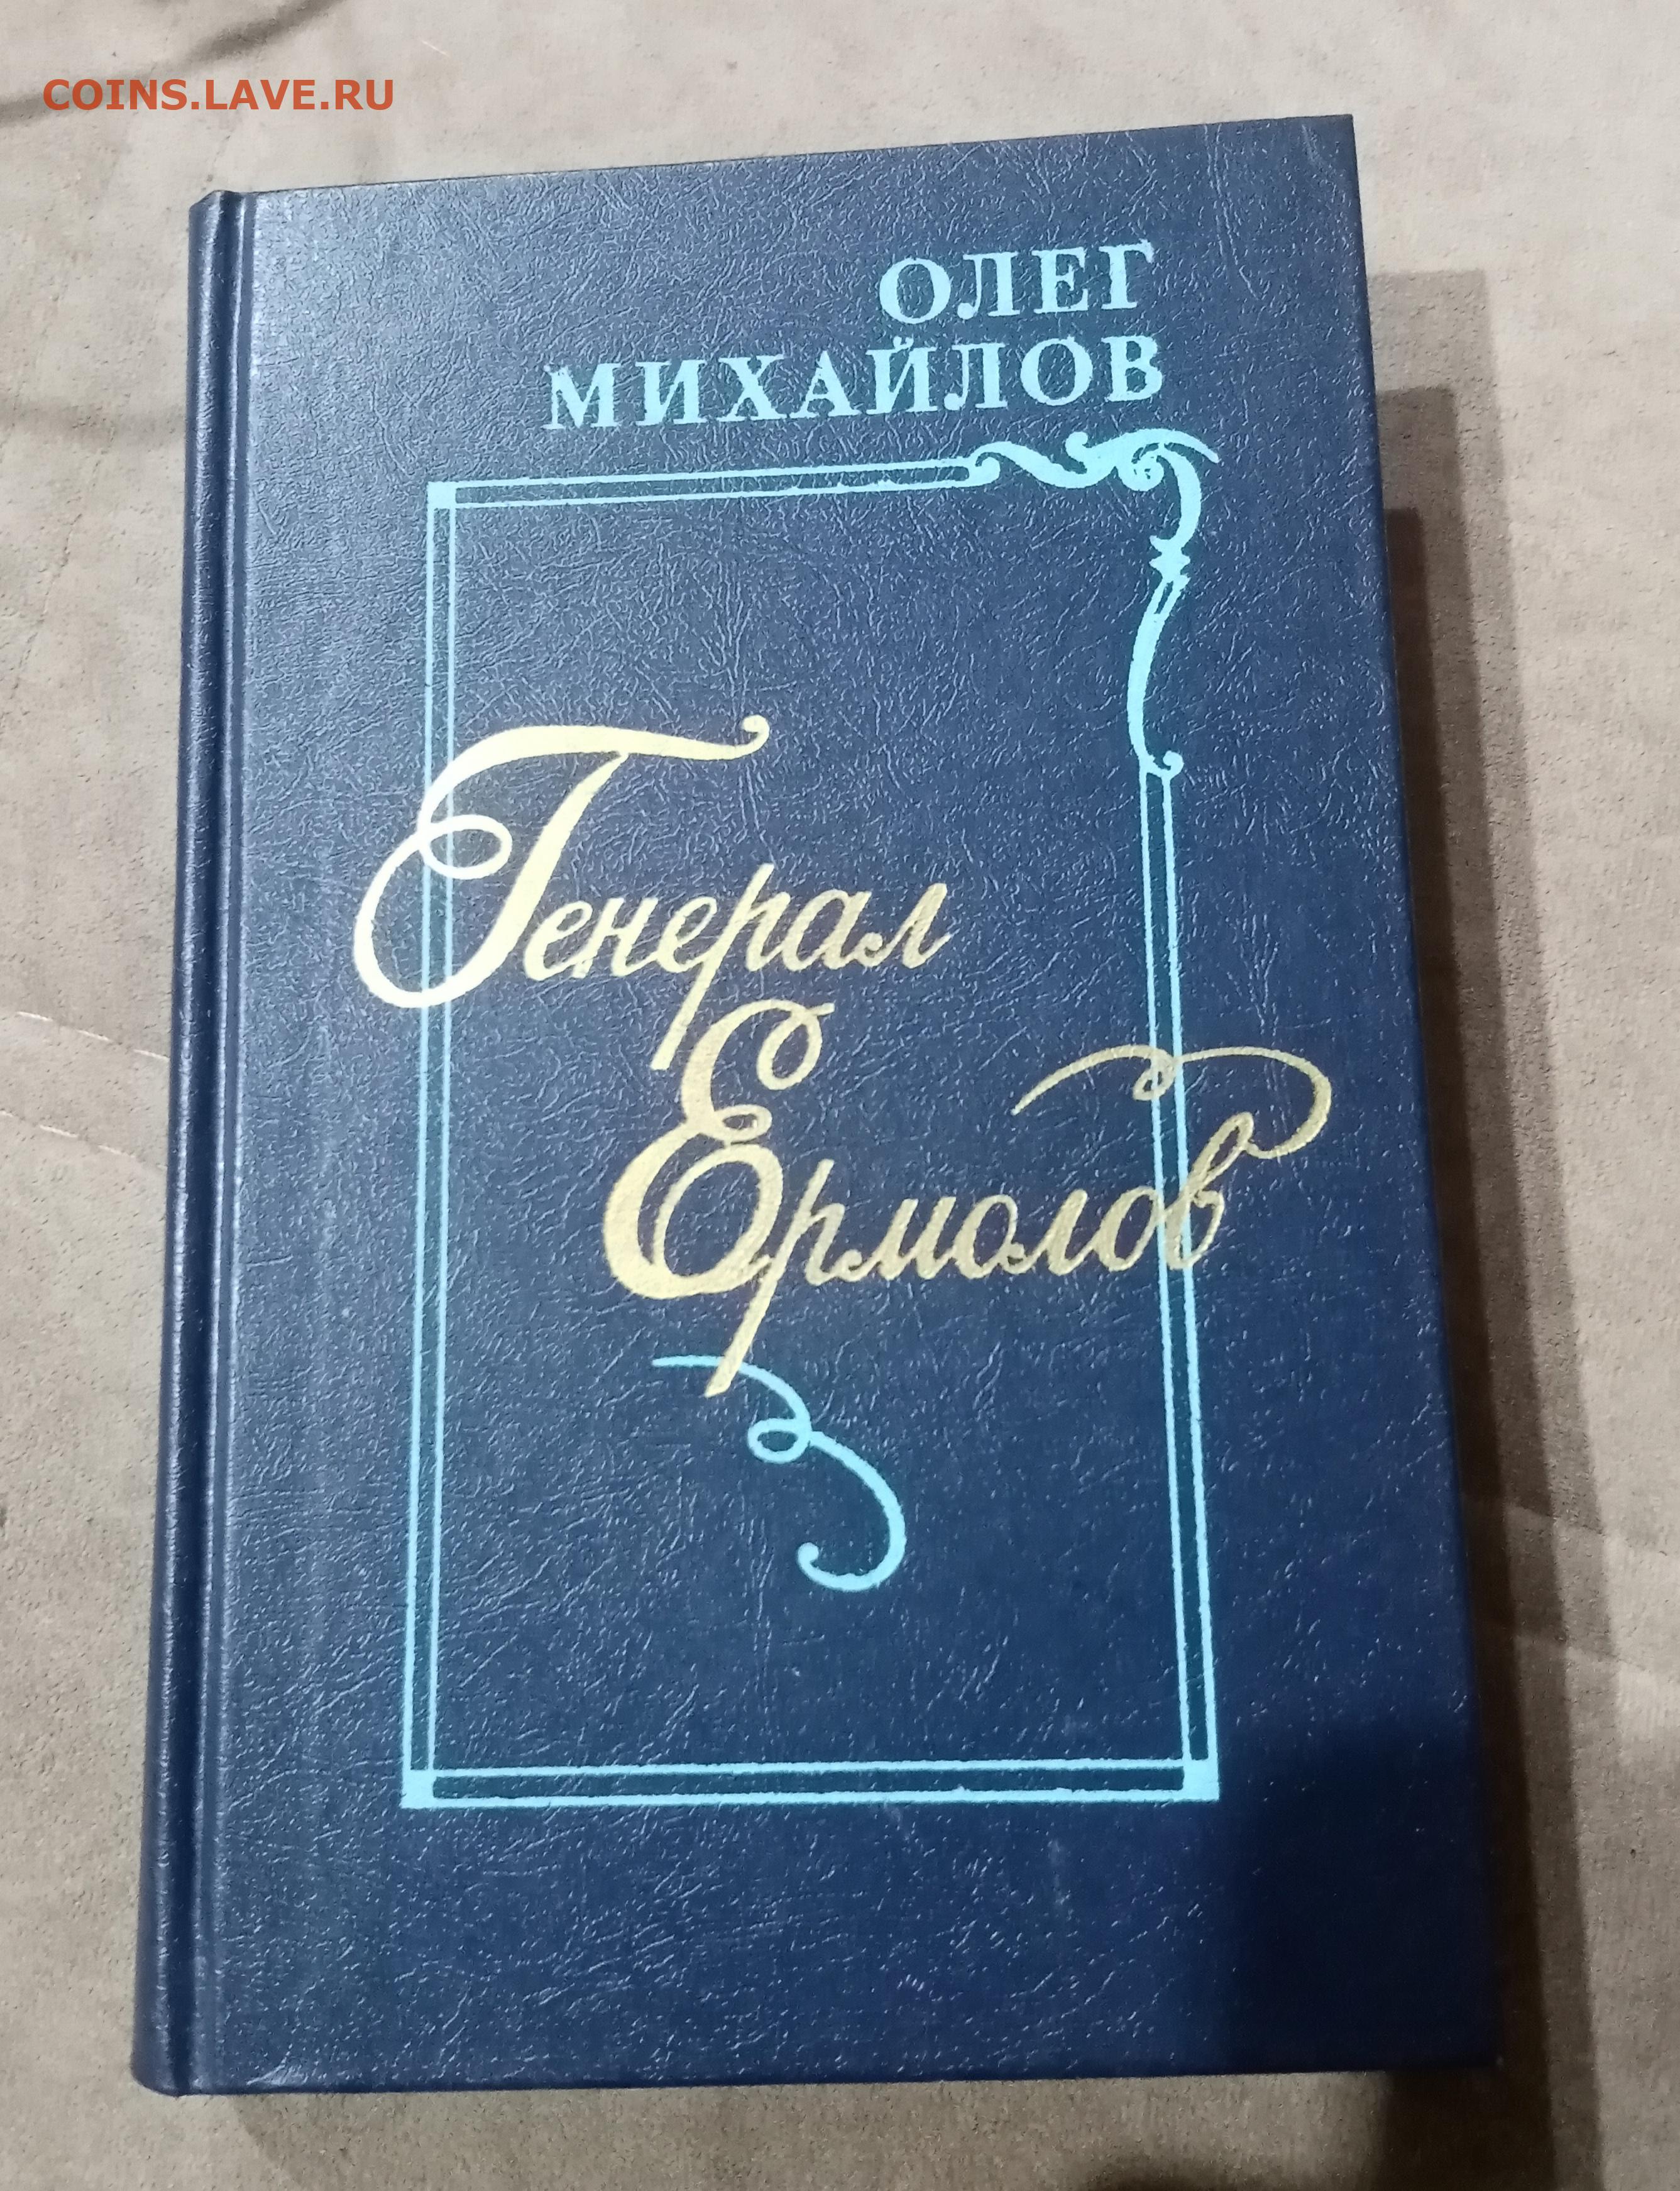 COINS.LAVE.RU
ОЛЕГ
МИХАЙЛОВ
Генерал
Ермолов